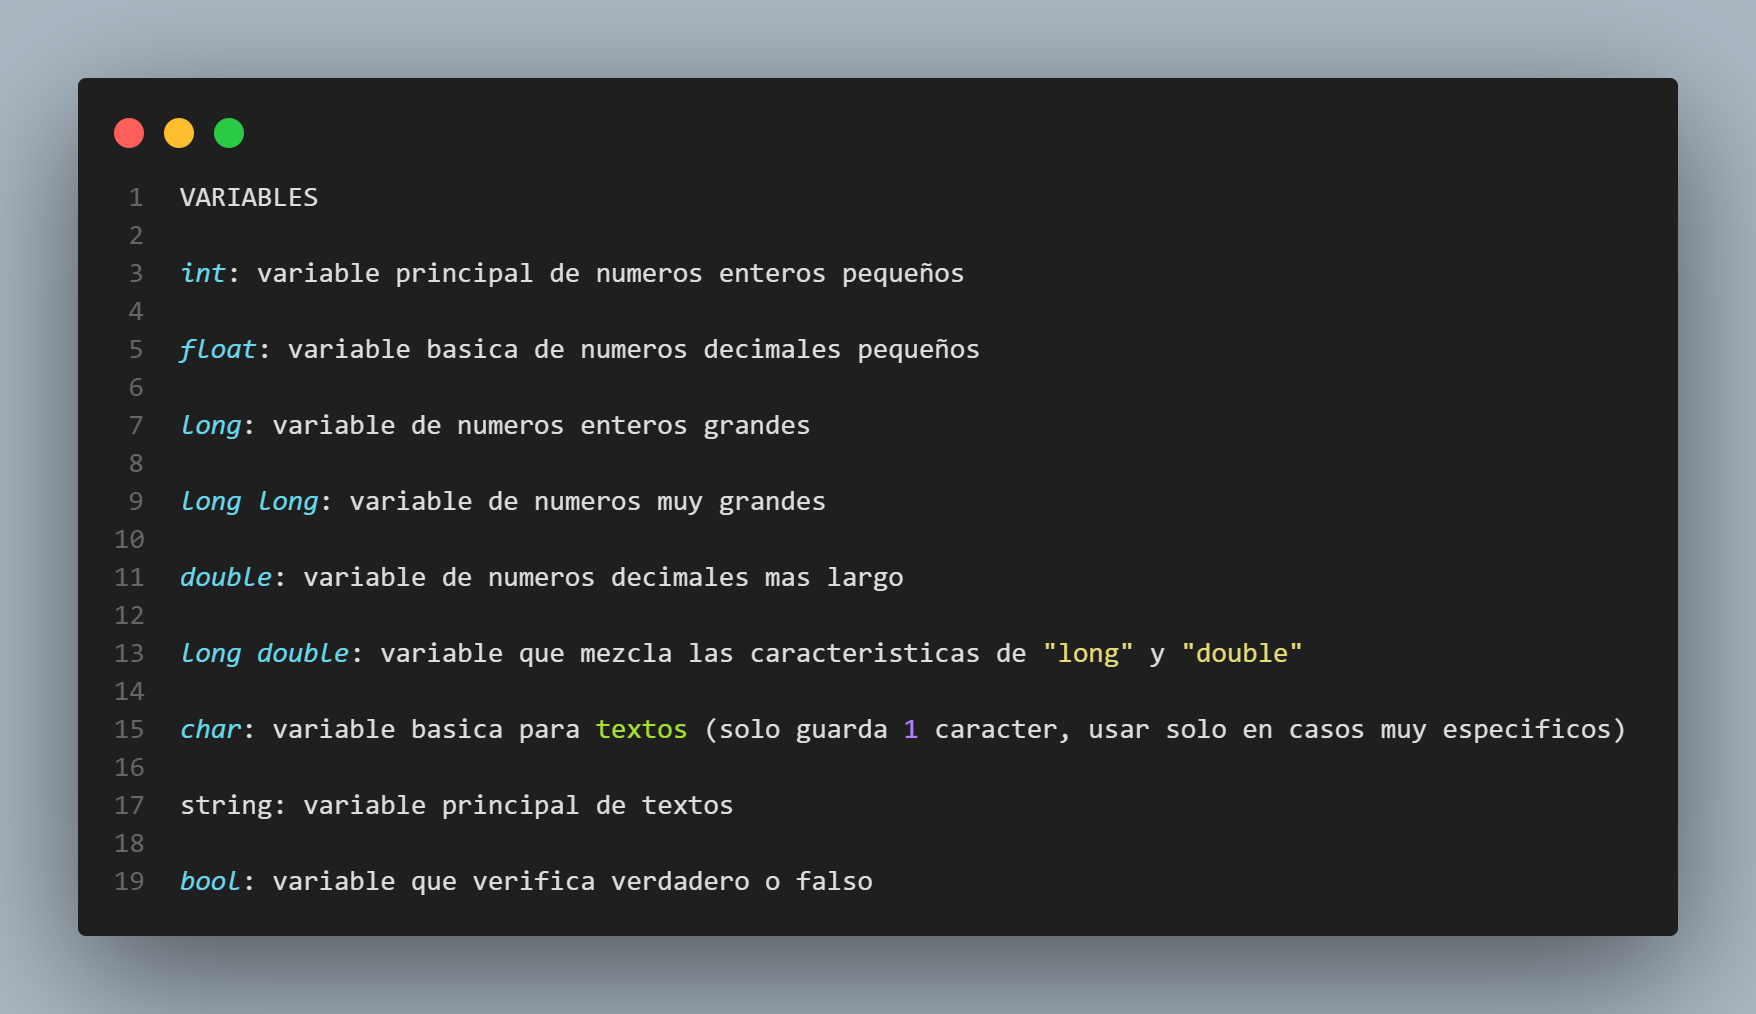 1 VARIABLES
2
3 int: variable principal de numeros enteros pequeños
4
5 float: variable basica de numeros decimales pequeños
6
7 long: variable de numeros enteros grandes
8
9 long long: variable de numeros muy grandes
10
11 double: variable de numeros decimales mas largo
12
13 long double: variable que mezcla las caracteristicas de "long" y "double"
14
15 char: variable basica para textos (solo guarda 1 caracter, usar solo en casos muy especificos)
16
17 string: variable principal de textos
18
19 bool: variable que verifica verdadero o falso